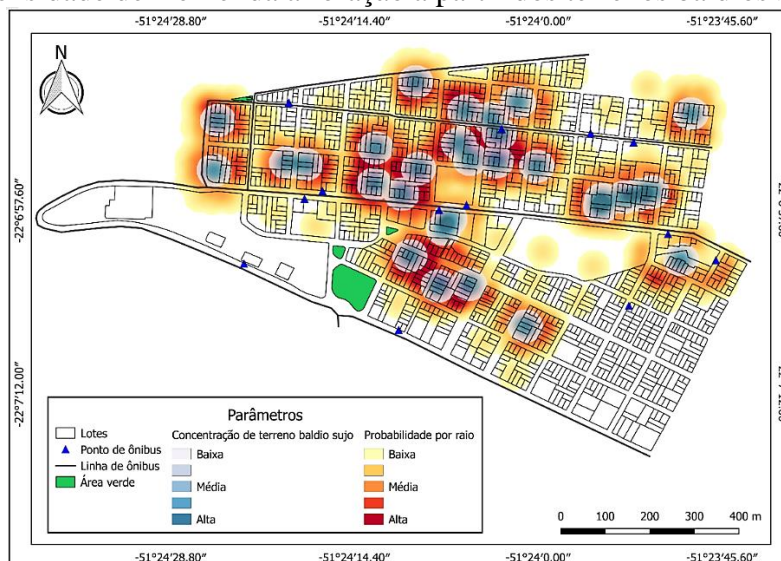 -51°24'28.80" -51°24'14.40" -51°24'0.00" -51°23'45.60"
N
-22°6'57.60"
-22°7'12.00"
Parâmetros
Lotes
Ponto de ônibus
Linha de ônibus
Área verde
Concentração de terreno baldio sujo
Baixa
Média
Alta
Probabilidade por raio
Baixa
Média
Alta
0 100 200 300 400 m
-51°24'28.80" -51°24'14.40" -51°24'0.00" -51°23'45.60"